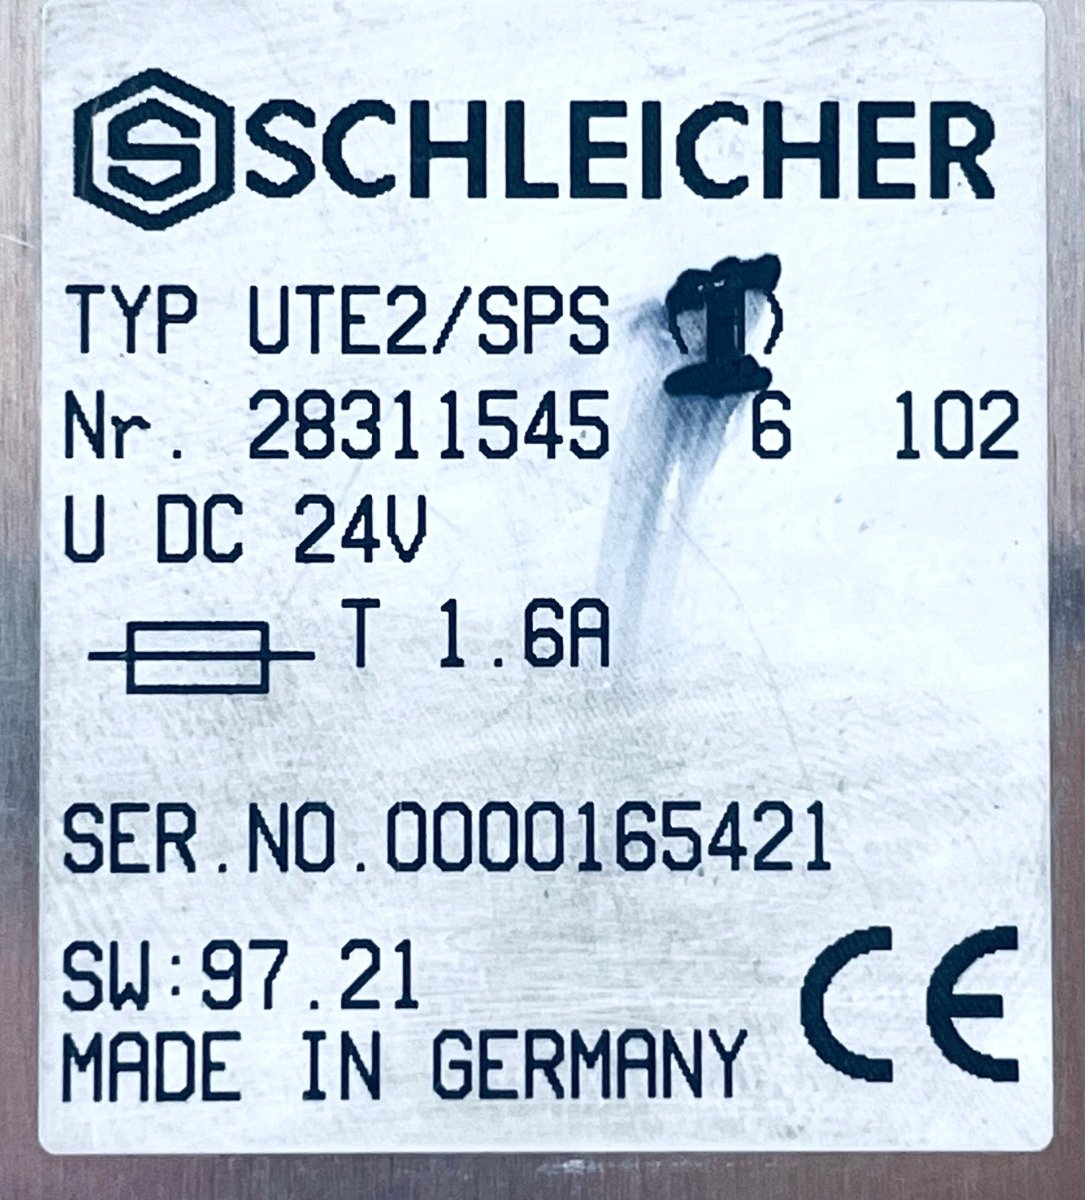 SCHLEICHER
TYP UTE2/SPS (I)
Nr. 28311545 6 102
U DC 24V
T 1.6A
SER.NO.0000165421
SW:97.21
MADE IN GERMANY
CE